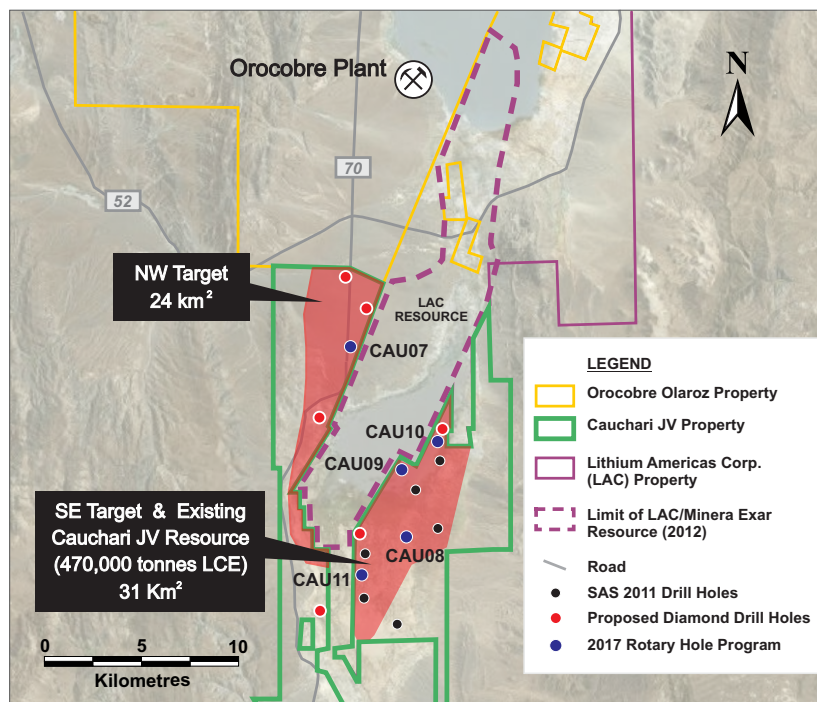 Orocobre Plant
N
70
52
NW Target
24 km²
LAC
RESOURCE
CAU07
CAU10
CAU09
SE Target & Existing
Cauchari JV Resource
(470,000 tonnes LCE)
31 Km²
CAU08
CAU11
0 5 10
Kilometres
LEGEND
Orocobre Olaroz Property
Cauchari JV Property
Lithium Americas Corp.
(LAC) Property
Limit of LAC/Minera Exar
Resource (2012)
Road
SAS 2011 Drill Holes
Proposed Diamond Drill Holes
2017 Rotary Hole Program